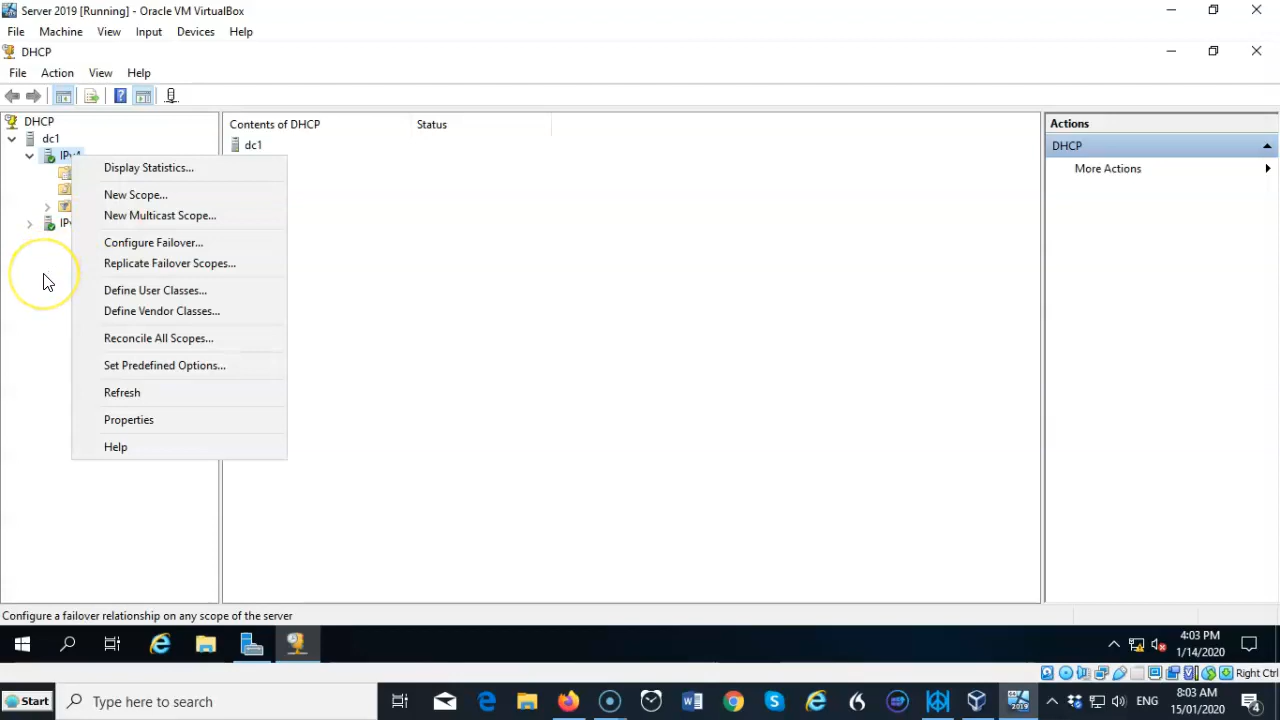 Server 2019 [Running] - Oracle VM VirtualBox
File Machine View Input Devices Help
DHCP
File Action View Help
DHCP
dc1
IPv4
IPv
Contents of DHCP Status
dc1
Actions
DHCP
More Actions
Display Statistics...
New Scope...
New Multicast Scope...
Configure Failover...
Replicate Failover Scopes...
Define User Classes...
Define Vendor Classes...
Reconcile All Scopes...
Set Predefined Options...
Refresh
Properties
Help
Configure a failover relationship on any scope of the server
4:03 PM
1/14/2020
Right Ctrl
Start
Type here to search
2019
ENG
8:03 AM
15/01/2020
4